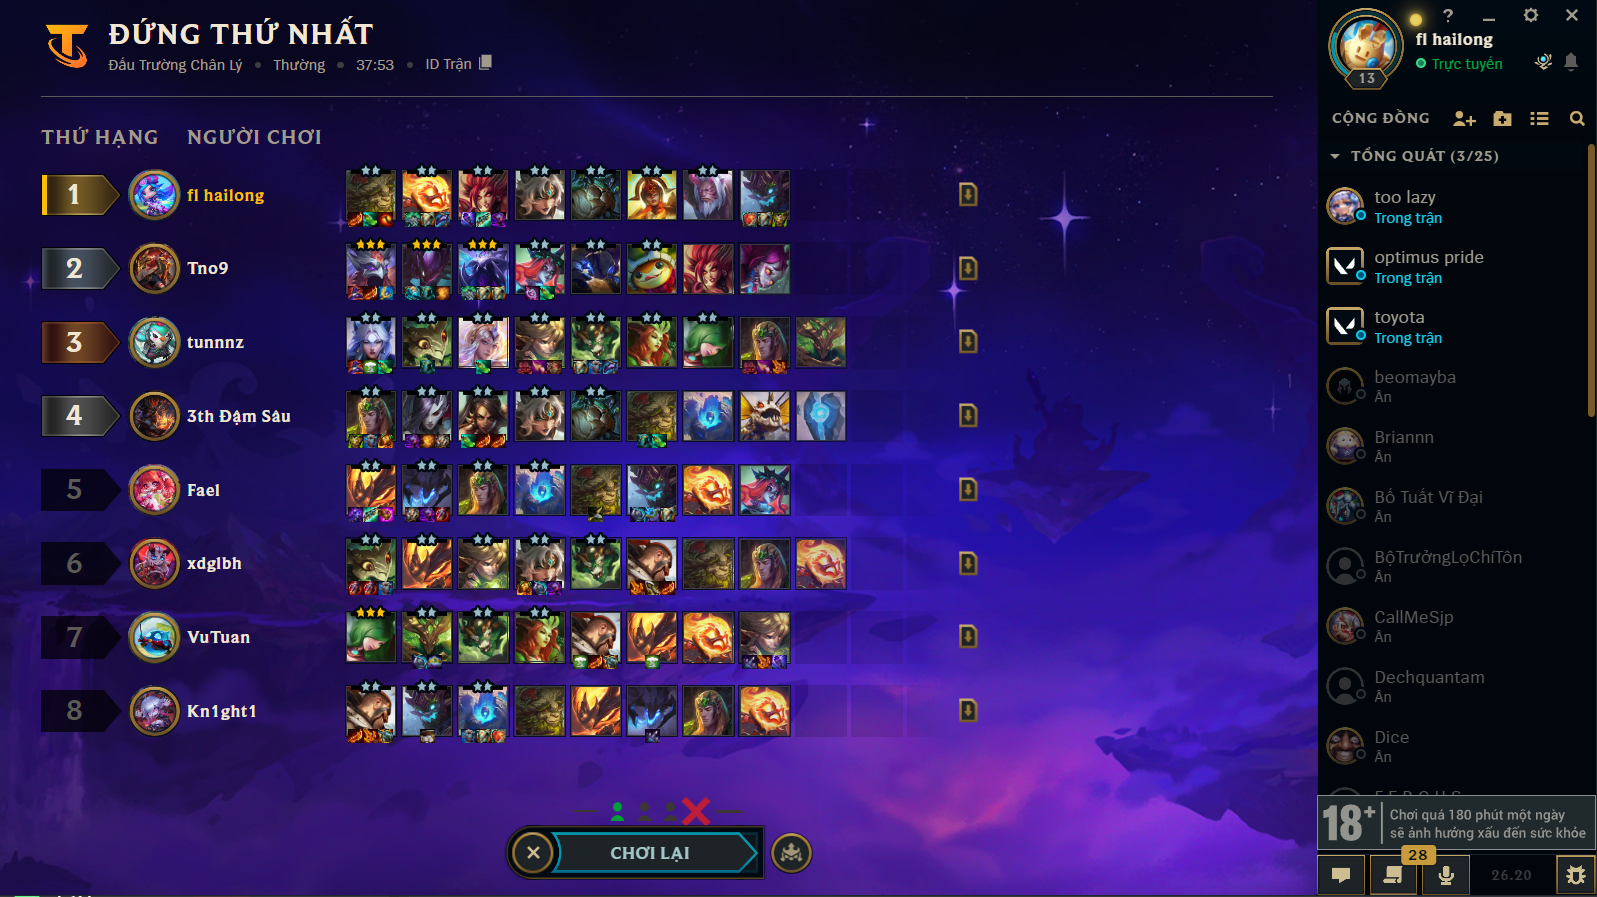 ĐỨNG THỨ NHẤT
Đấu Trường Chân Lý • Thường • 37:53 • ID Trận
THỨ HẠNG NGƯỜI CHƠI
1 fl hailong
2 Tno9
3 tunnnz
4 3th Đậm Sâu
5 Fael
6 xdglbh
7 VuTuan
8 Kn1ght1
CHƠI LẠI
?
fl hailong
Trực tuyến
13
CỘNG ĐỒNG
TỔNG QUÁT (3/25)
too lazy
Trong trận
optimus pride
Trong trận
toyota
Trong trận
beomayba
Ẩn
Briannn
Ẩn
Bố Tuất Vĩ Đại
Ẩn
BộTrưởngLọChíTôn
Ẩn
CallMeSjp
Ẩn
Dechquantam
Ẩn
Dice
Ẩn
18+
Chơi quá 180 phút một ngày
sẽ ảnh hưởng xấu đến sức khỏe
28
26.20